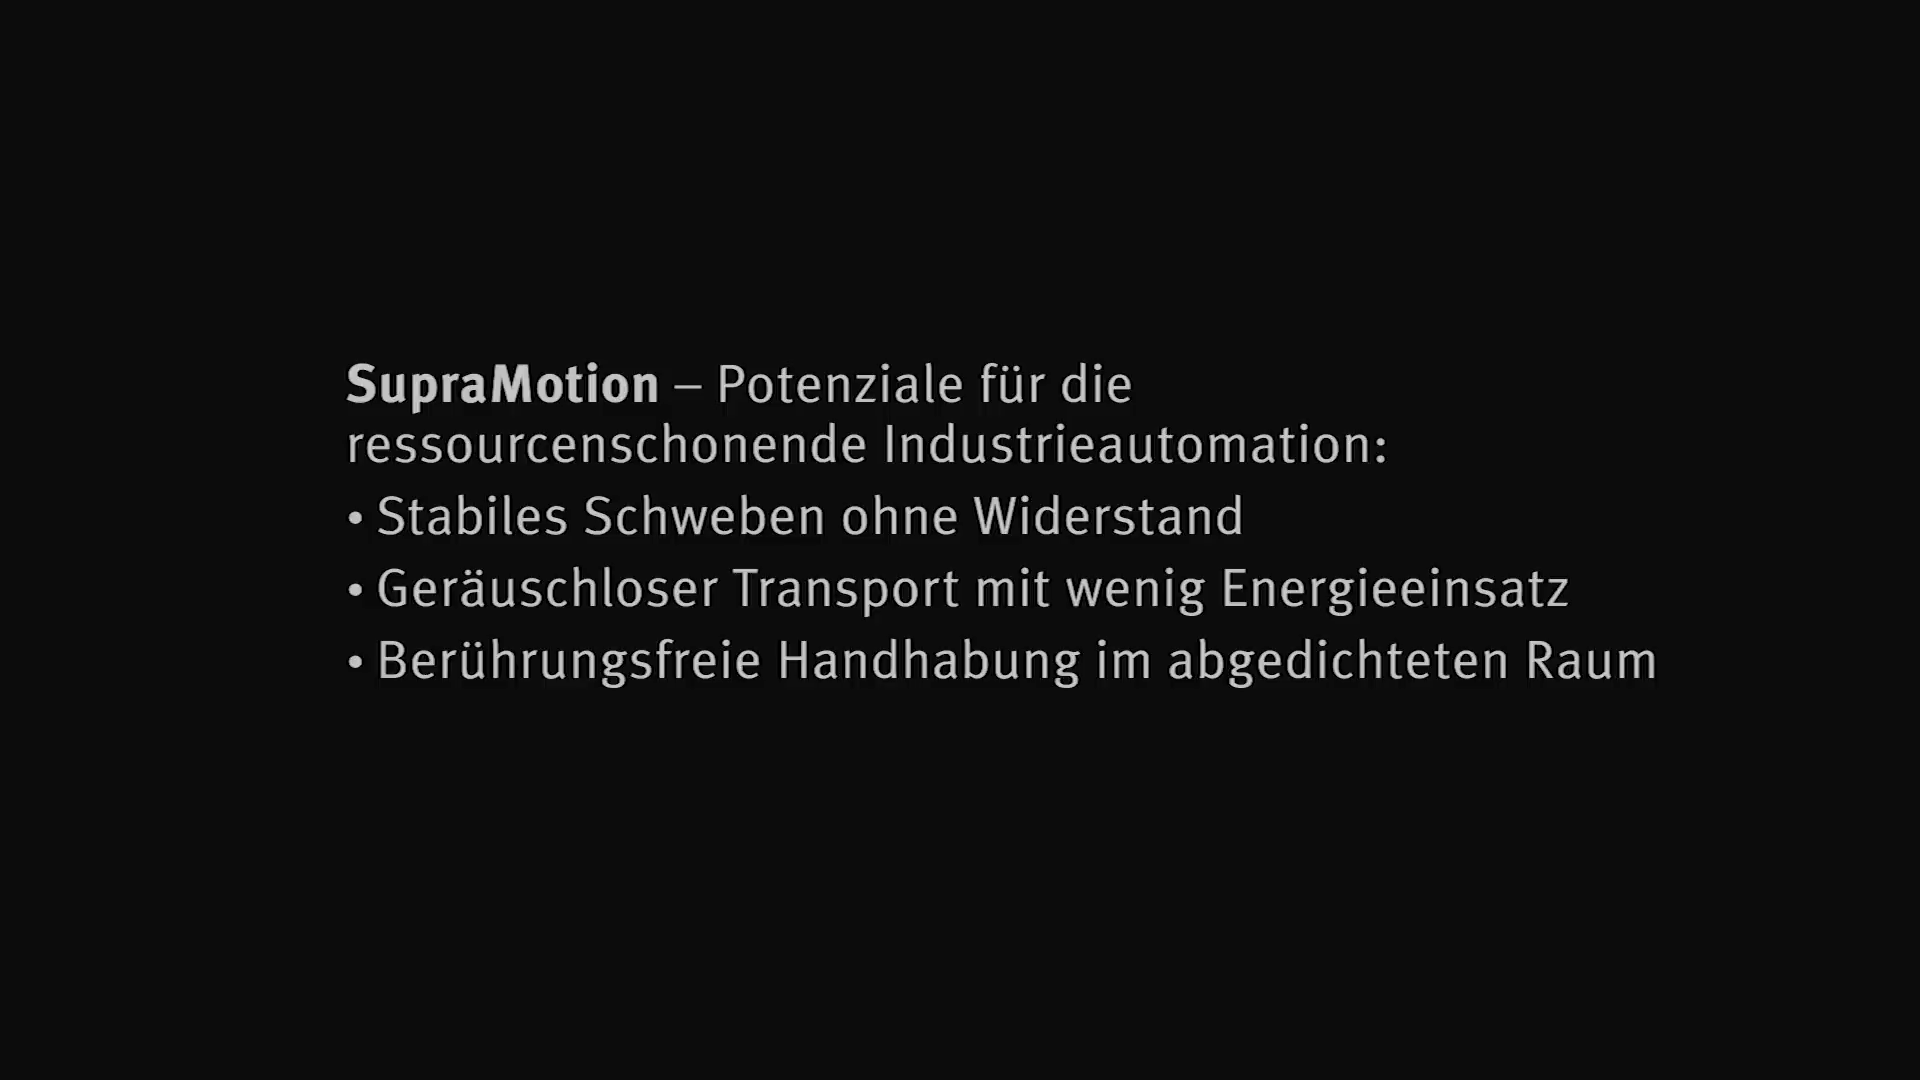 SupraMotion – Potenziale für die
ressourcenschonende Industrieautomation:
• Stabiles Schweben ohne Widerstand
• Geräuschloser Transport mit wenig Energieeinsatz
• Berührungsfreie Handhabung im abgedichteten Raum